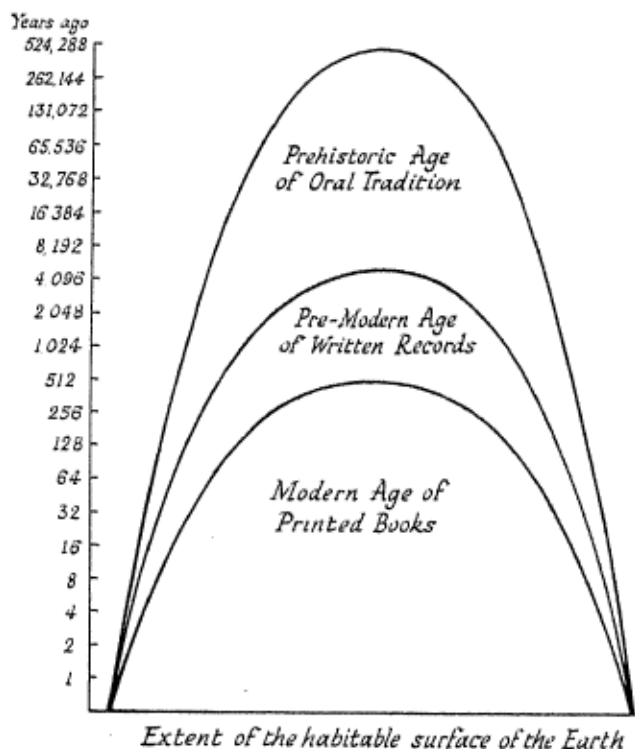 Years ago
524,288
262,144
131,072
65.536
32,768
16 384
8,192
4 096
2 048
1 024
512
256
128
64
32
16
8
4
2
1
Prehistoric Age
of Oral Tradition
Pre-Modern Age
of Written Records
Modern Age of
Printed Books
Extent of the habitable surface of the Earth